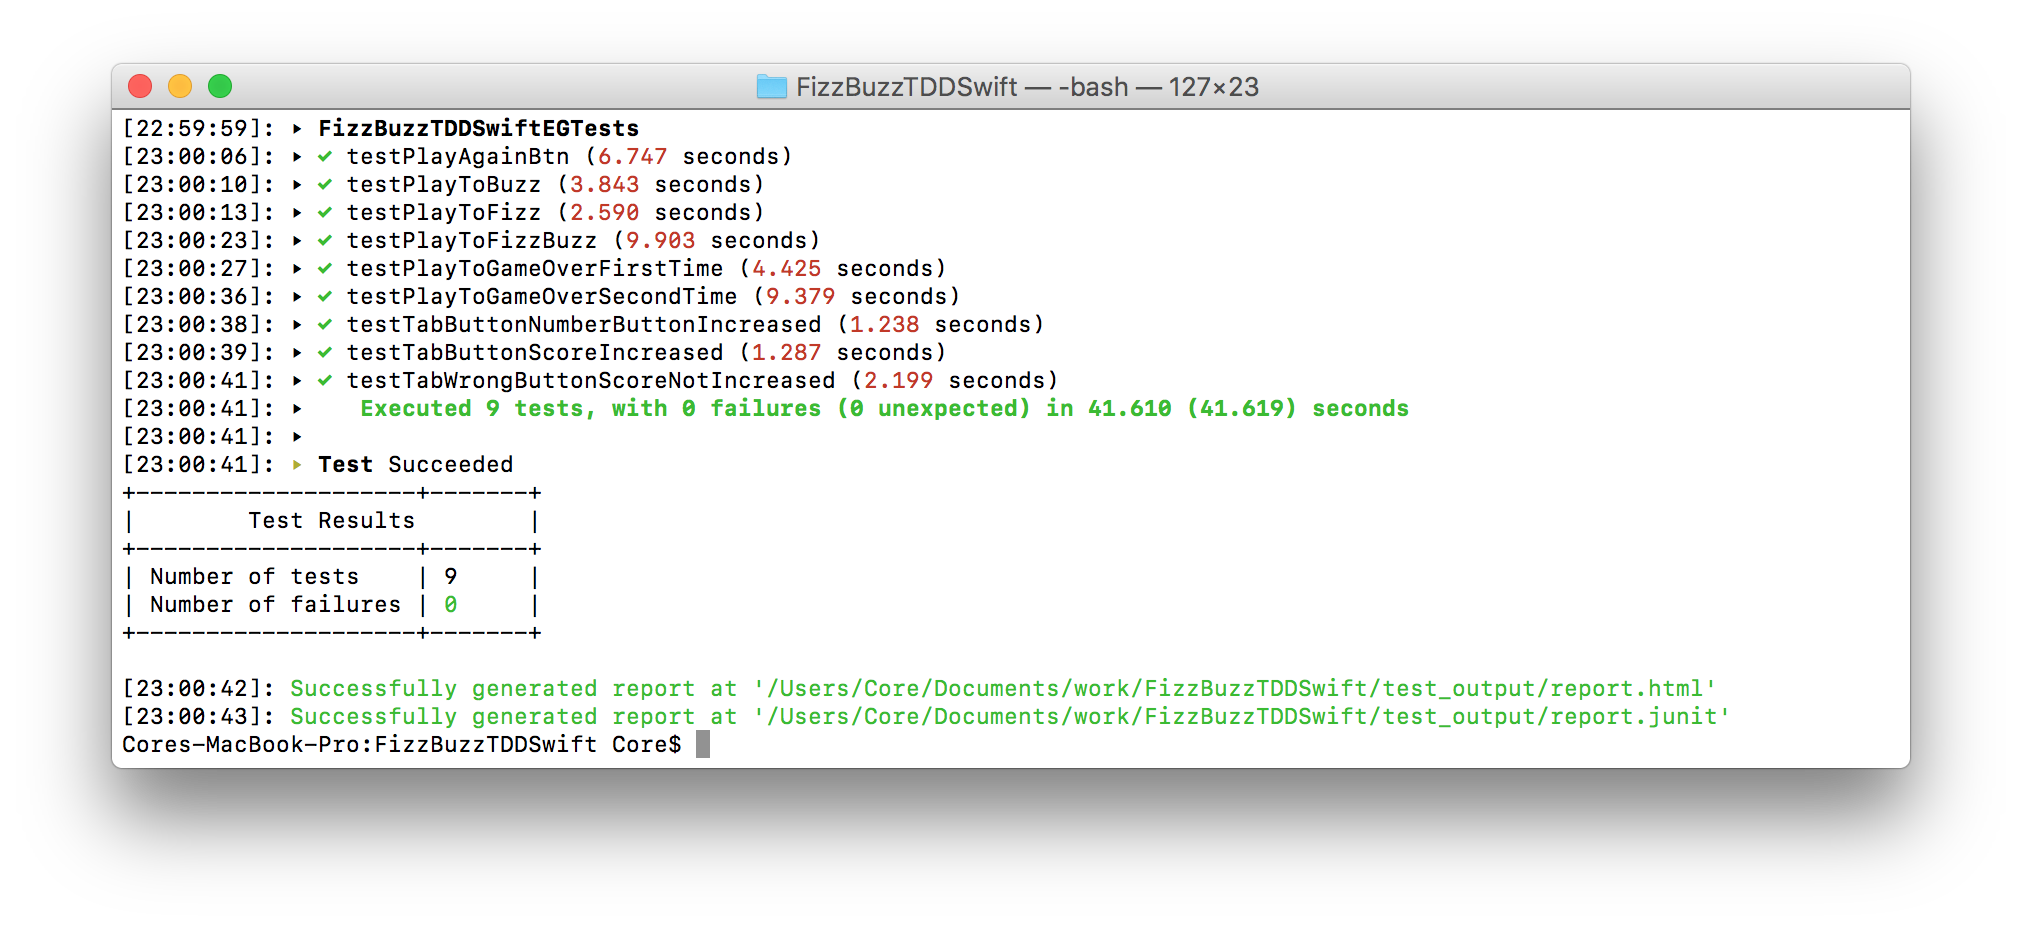 FizzBuzzTDDSwift — -bash — 127×23
[22:59:59]: ▸ FizzBuzzTDDSwiftEGTests
[23:00:06]: ▸ ✓ testPlayAgainBtn (6.747 seconds)
[23:00:10]: ▸ ✓ testPlayToBuzz (3.843 seconds)
[23:00:13]: ▸ ✓ testPlayToFizz (2.590 seconds)
[23:00:23]: ▸ ✓ testPlayToFizzBuzz (9.903 seconds)
[23:00:27]: ▸ ✓ testPlayToGameOverFirstTime (4.425 seconds)
[23:00:36]: ▸ ✓ testPlayToGameOverSecondTime (9.379 seconds)
[23:00:38]: ▸ ✓ testTabButtonNumberButtonIncreased (1.238 seconds)
[23:00:39]: ▸ ✓ testTabButtonScoreIncreased (1.287 seconds)
[23:00:41]: ▸ ✓ testTabWrongButtonScoreNotIncreased (2.199 seconds)
[23:00:41]: ▸    Executed 9 tests, with 0 failures (0 unexpected) in 41.610 (41.619) seconds
[23:00:41]: ▸
[23:00:41]: ▸ Test Succeeded
+--------------------+-------+
|        Test Results        |
+--------------------+-------+
| Number of tests    | 9     |
| Number of failures | 0     |
+--------------------+-------+
[23:00:42]: Successfully generated report at '/Users/Core/Documents/work/FizzBuzzTDDSwift/test_output/report.html'
[23:00:43]: Successfully generated report at '/Users/Core/Documents/work/FizzBuzzTDDSwift/test_output/report.junit'
Cores-MacBook-Pro:FizzBuzzTDDSwift Core$